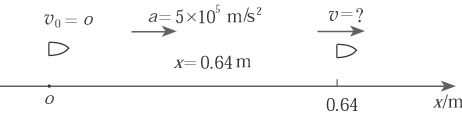 v₀ = o
a = 5×10⁵ m/s²
v = ?
x = 0.64 m
o
0.64
x/m